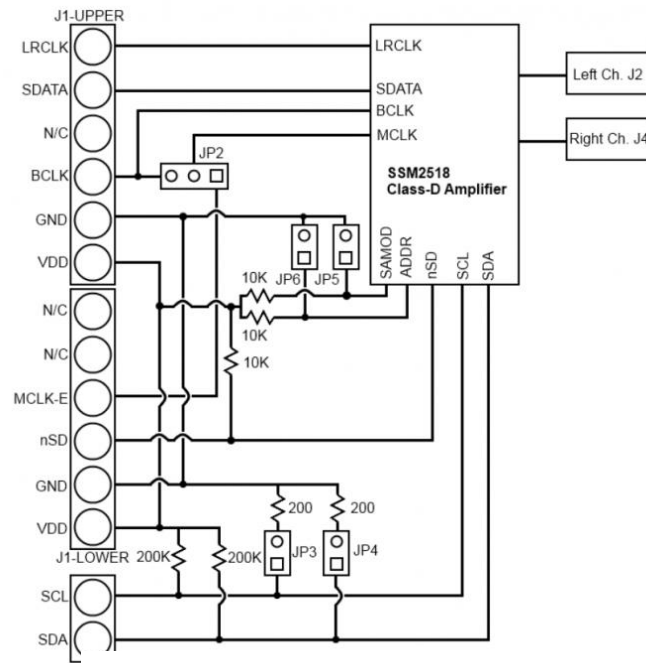 J1-UPPER
LRCLK
SDATA
N/C
BCLK
GND
VDD
N/C
N/C
MCLK-E
nSD
GND
VDD
J1-LOWER
SCL
SDA
JP2
LRCLK
SDATA
BCLK
MCLK
SSM2518
Class-D Amplifier
SAMOD
ADDR
nSD
SCL
SDA
Left Ch. J2
Right Ch. J4
JP6
JP5
10K
10K
10K
200
200
JP3
JP4
200K
200K